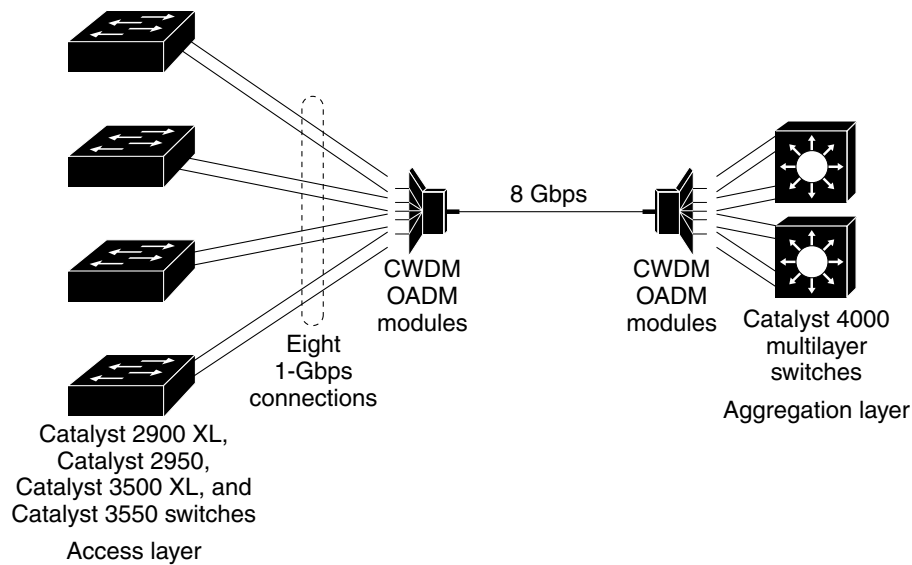 8 Gbps
CWDM
OADM
modules
CWDM
OADM
modules
Eight
1-Gbps
connections
Catalyst 4000
multilayer
switches
Aggregation layer
Catalyst 2900 XL,
Catalyst 2950,
Catalyst 3500 XL, and
Catalyst 3550 switches
Access layer